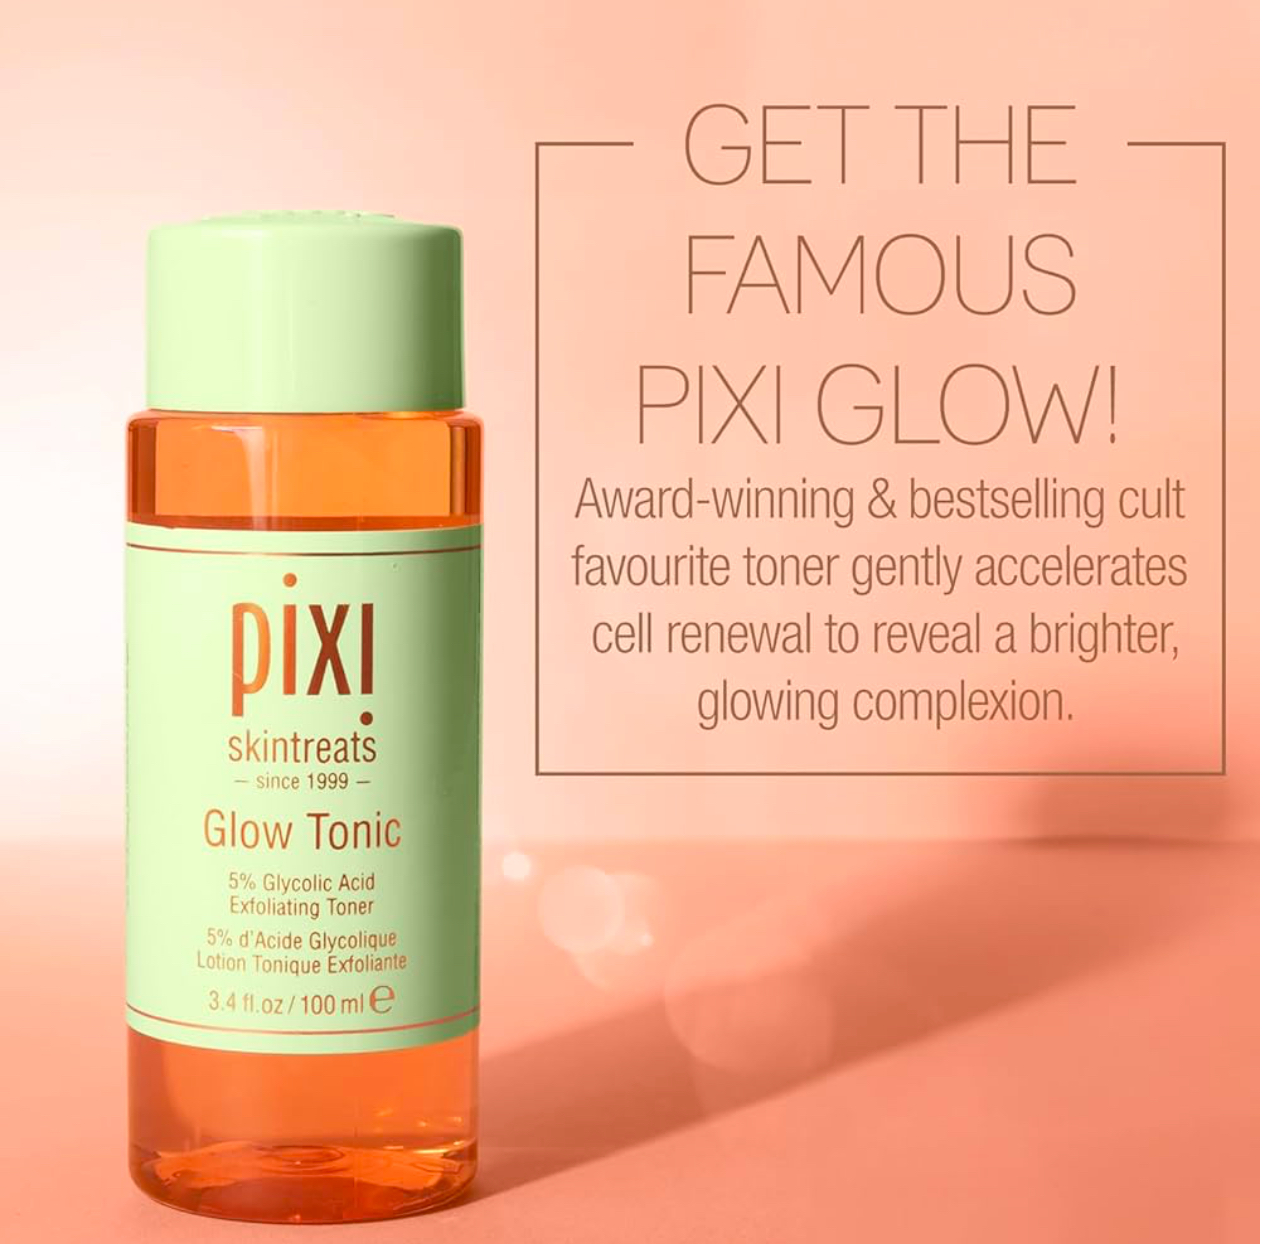 GET THE
FAMOUS
PIXI GLOW!
Award-winning & bestselling cult
favourite toner gently accelerates
cell renewal to reveal a brighter,
glowing complexion.
pixi
skintreats
– since 1999 –
Glow Tonic
5% Glycolic Acid
Exfoliating Toner
5% d'Acide Glycolique
Lotion Tonique Exfoliante
3.4 fl.oz / 100 ml ℮